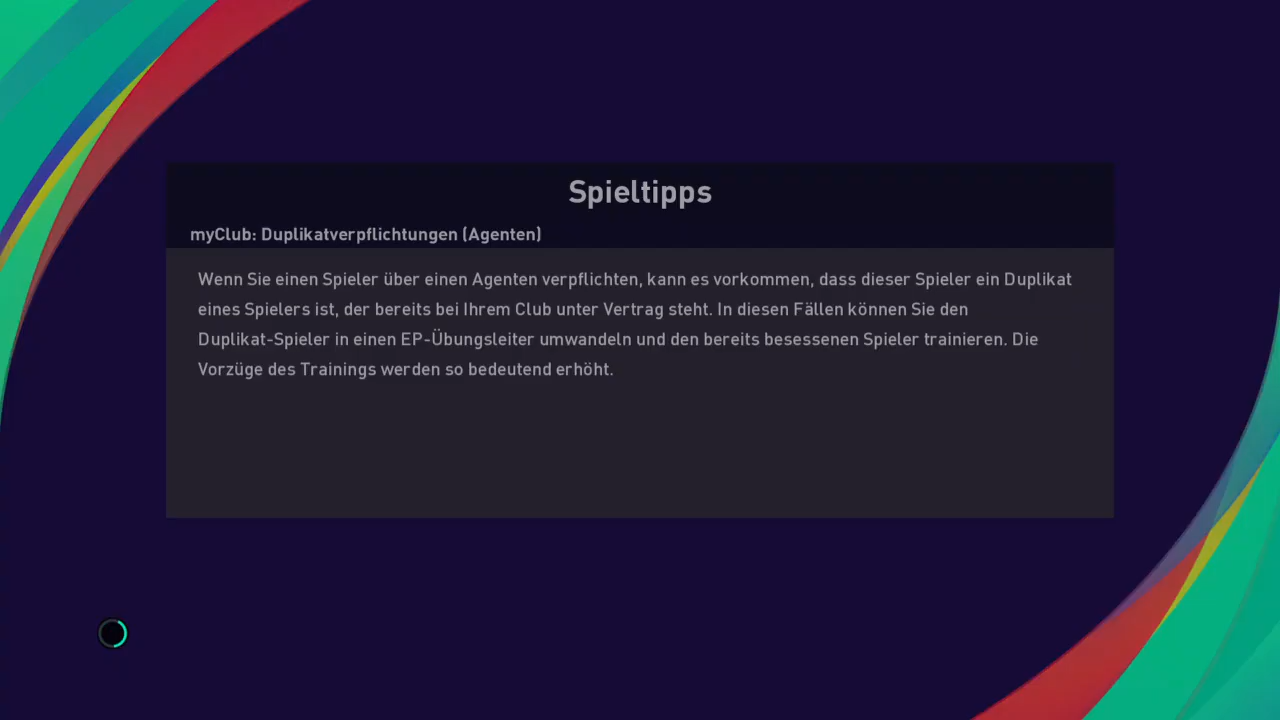 Spieltipps
myClub: Duplikatverpflichtungen (Agenten)
Wenn Sie einen Spieler über einen Agenten verpflichten, kann es vorkommen, dass dieser Spieler ein Duplikat
eines Spielers ist, der bereits bei Ihrem Club unter Vertrag steht. In diesen Fällen können Sie den
Duplikat-Spieler in einen EP-Übungsleiter umwandeln und den bereits besessenen Spieler trainieren. Die
Vorzüge des Trainings werden so bedeutend erhöht.